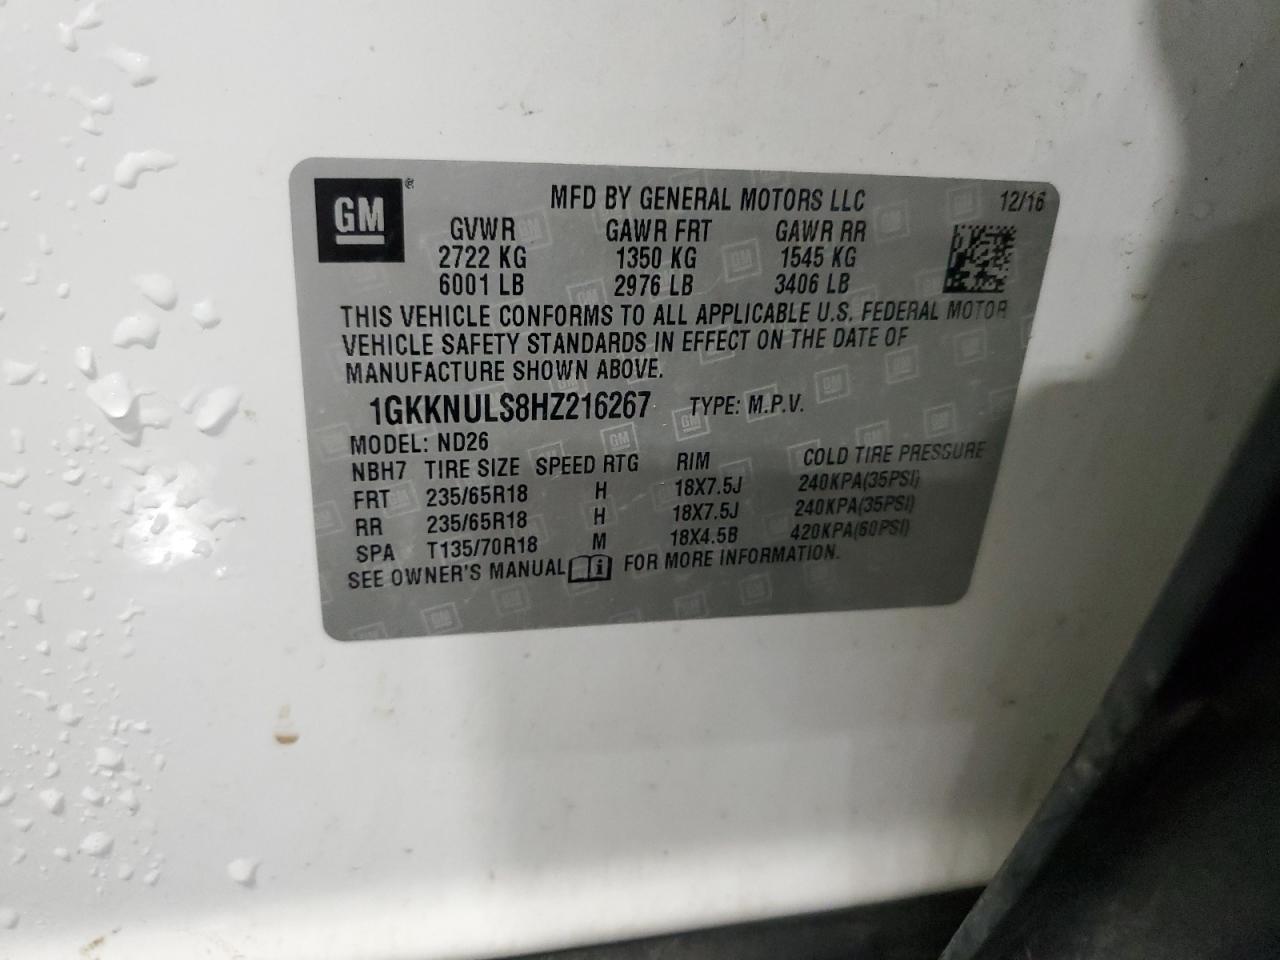 GM ® MFD BY GENERAL MOTORS LLC 12/16
GVWR GAWR FRT GAWR RR
2722 KG 1350 KG 1545 KG
6001 LB 2976 LB 3406 LB
THIS VEHICLE CONFORMS TO ALL APPLICABLE U.S. FEDERAL MOTOR
VEHICLE SAFETY STANDARDS IN EFFECT ON THE DATE OF
MANUFACTURE SHOWN ABOVE.
1GKKNULS8HZ216267 TYPE: M.P.V.
MODEL: ND26
NBH7 TIRE SIZE SPEED RTG RIM COLD TIRE PRESSURE
FRT 235/65R18 H 18X7.5J 240KPA(35PSI)
RR 235/65R18 H 18X7.5J 240KPA(35PSI)
SPA T135/70R18 M 18X4.5B 420KPA(60PSI)
SEE OWNER'S MANUAL i FOR MORE INFORMATION.